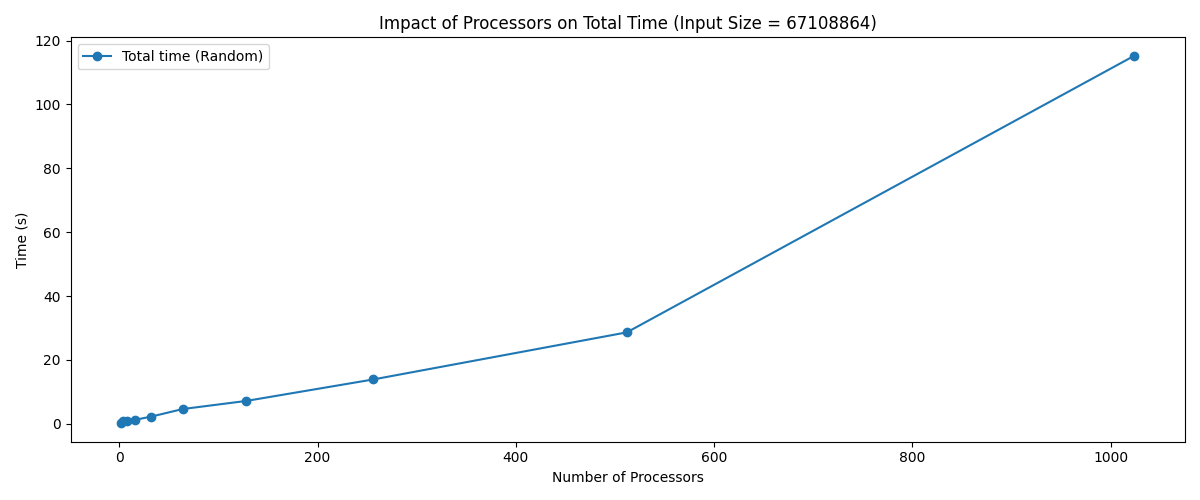 Impact of Processors on Total Time (Input Size = 67108864)
Total time (Random)
120
100
80
60
40
20
0
Time (s)
0 200 400 600 800 1000
Number of Processors